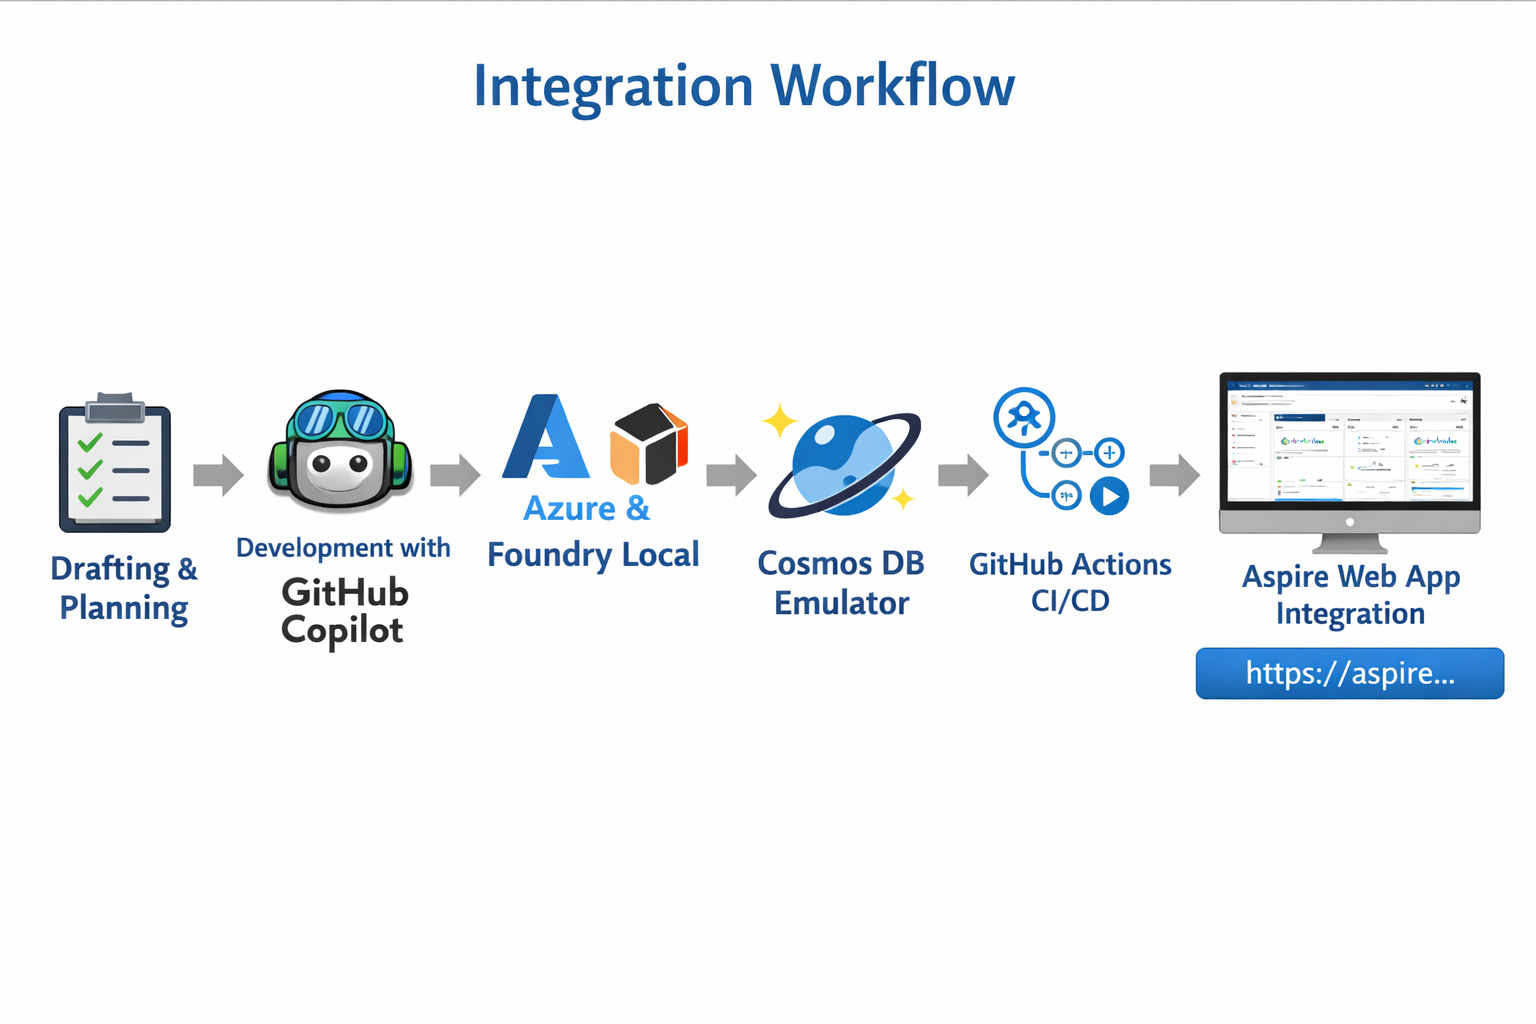 Integration Workflow
Drafting &
Planning
Development with
GitHub
Copilot
Azure &
Foundry Local
Cosmos DB
Emulator
GitHub Actions
CI/CD
Aspire Web App
Integration
https://aspire...